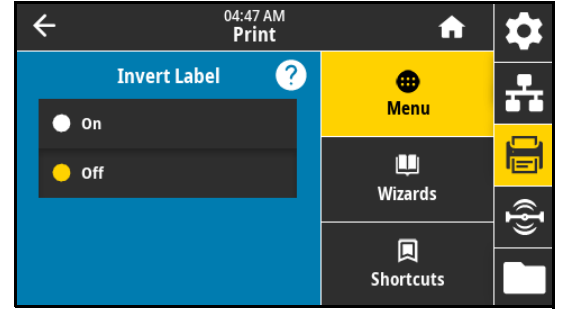 04:47 AM
Print
Invert Label
?
On
Off
Menu
Wizards
Shortcuts